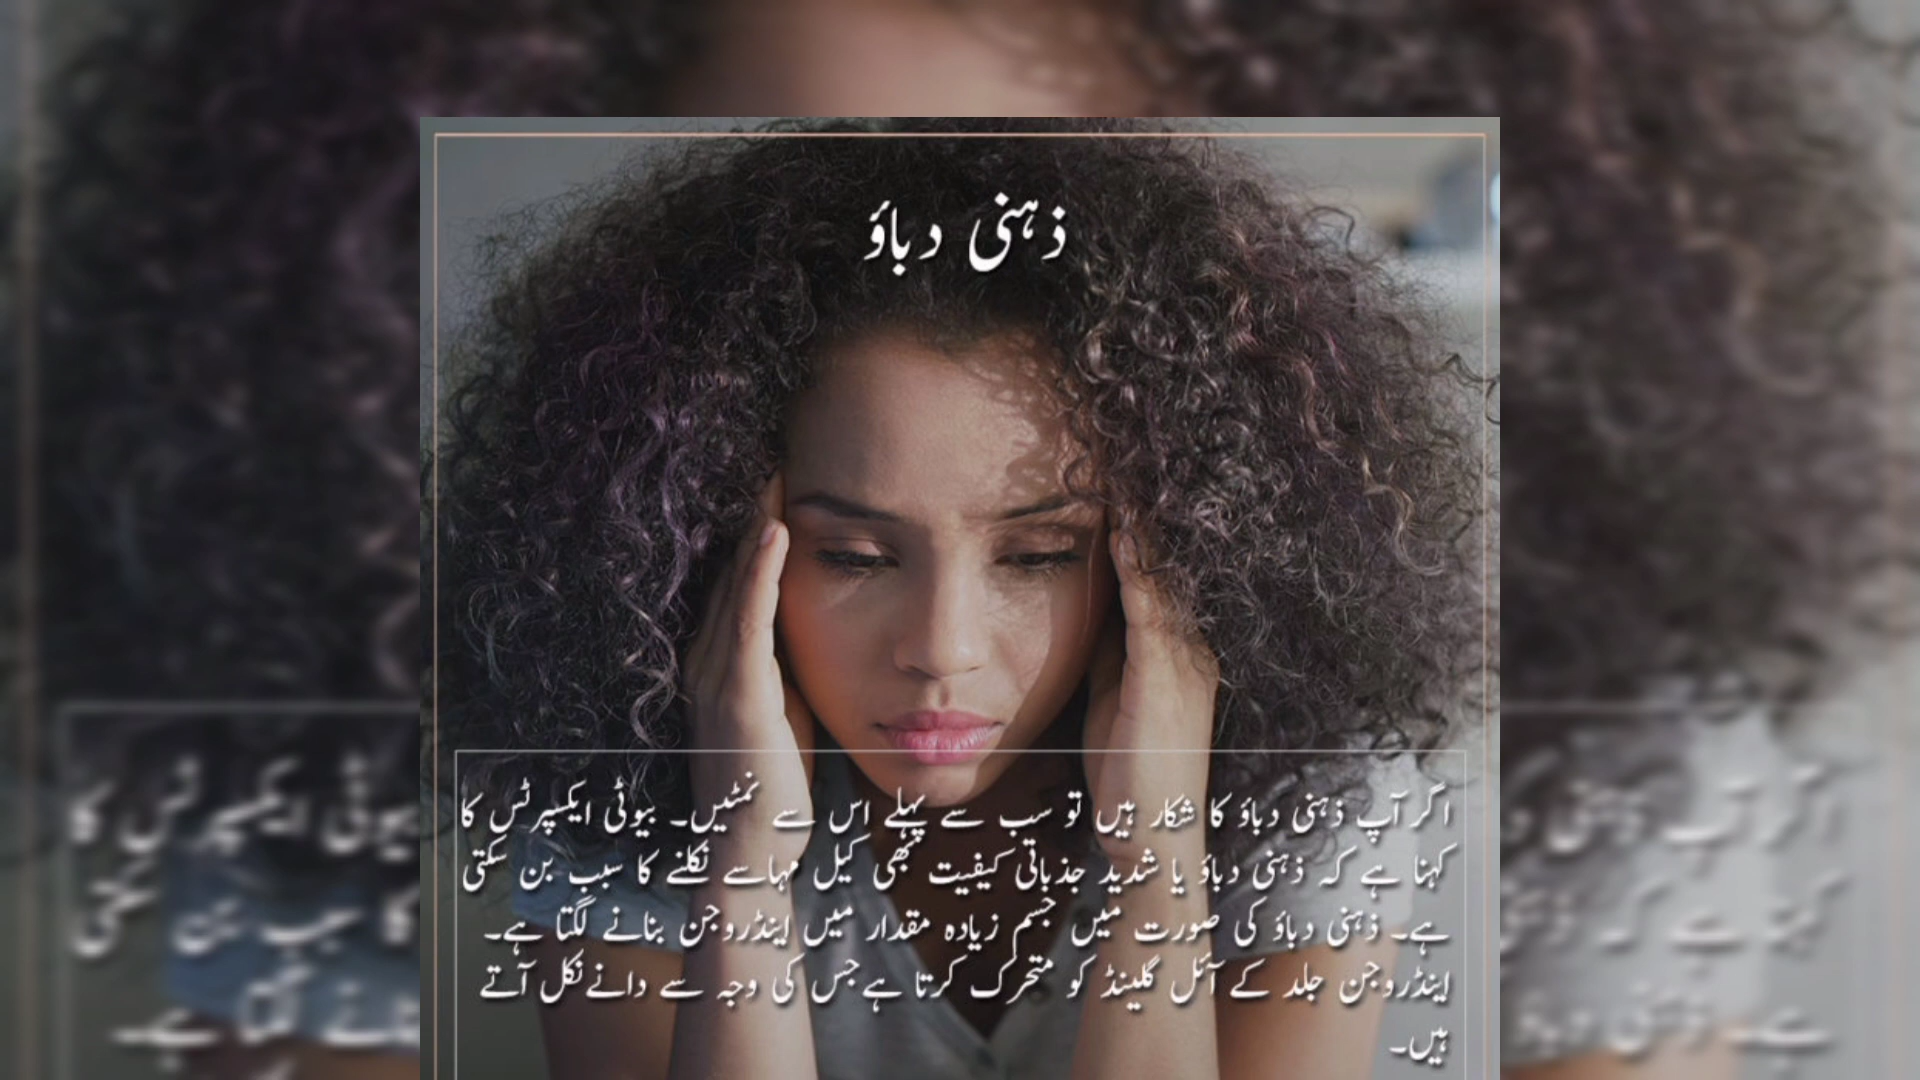 ذہنی دباؤ
اگر آپ ذہنی دباؤ کا شکار ہیں تو سب سے پہلے اس سے نمٹیں۔ بیوٹی ایکسپرٹس کا
کہنا ہے کہ ذہنی دباؤ یا شدید جذباتی کیفیت بھی کیل مہاسے نکلنے کا سبب بن سکتی
ہے۔ ذہنی دباؤ کی صورت میں جسم زیادہ مقدار میں اینڈروجن بنانے لگتا ہے۔
اینڈروجن جلد کے آئل گلینڈ کو متحرک کرتا ہے جس کی وجہ سے دانے نکل آتے
ہیں۔